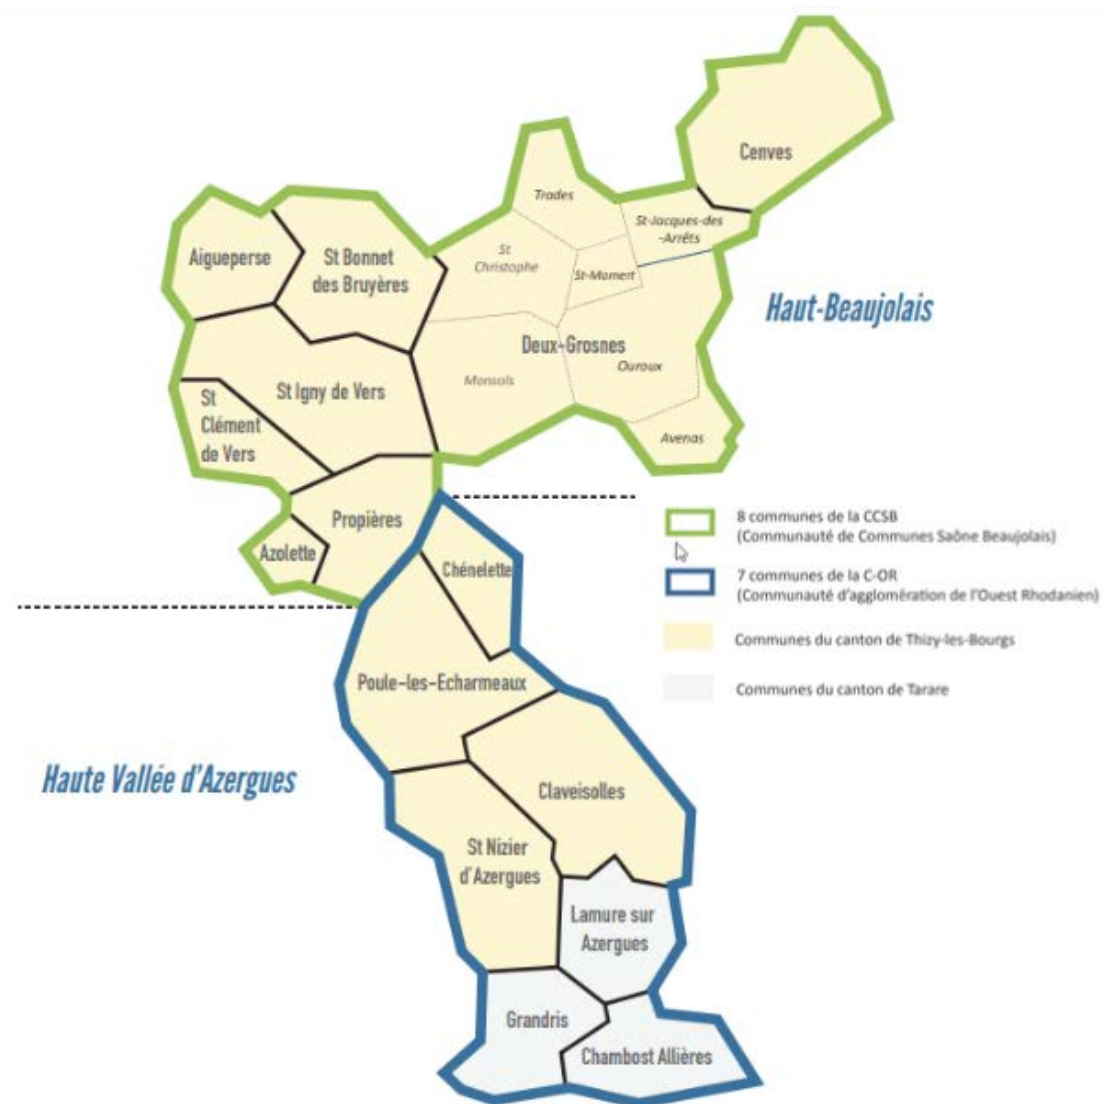 Cenves
Trades
St-Jacques-des-
-Arrêts
Aigueperse
St Bonnet
des Bruyères
St
Christophe
St-Mamert
Haut-Beaujolais
Deux-Grosnes
Ouroux
Monsols
St Igny de Vers
St
Clément
de Vers
Avenas
Propières
Azolette
Chénelette
8 communes de la CCSB
(Communauté de Communes Saône Beaujolais)
7 communes de la C-OR
(Communauté d'agglomération de l'Ouest Rhodanien)
Communes du canton de Thizy-les-Bourgs
Communes du canton de Tarare
Poule-les-Echarmeaux
Haute Vallée d'Azergues
Claveisolles
St Nizier
d'Azergues
Lamure sur
Azergues
Grandris
Chambost Allières